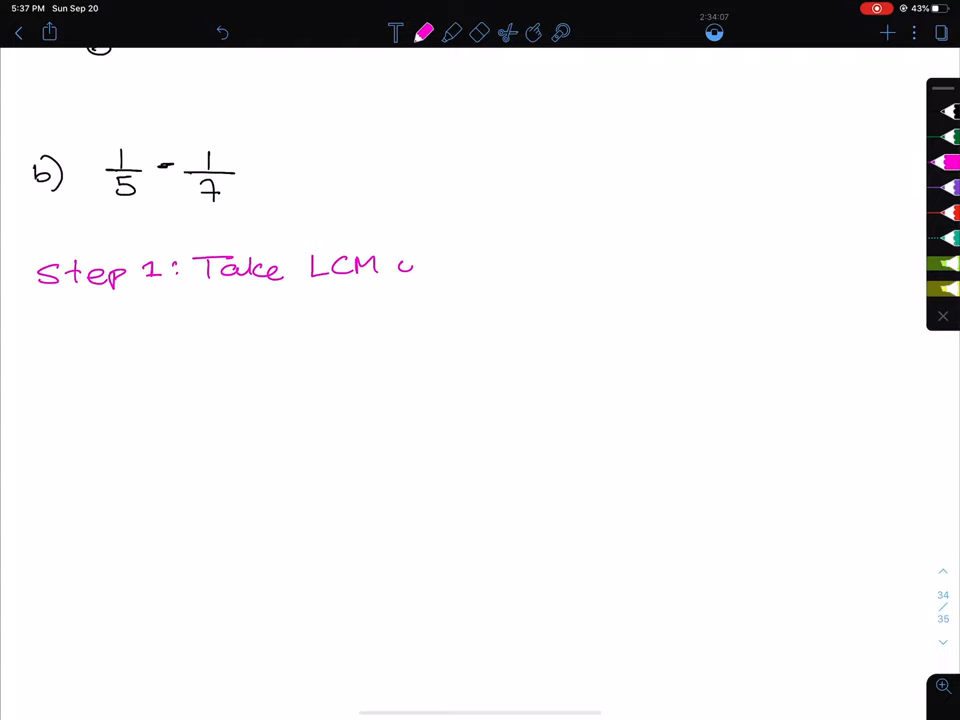 5:37 PM Sun Sep 20
43%
2:34:07
T
b) 1/5 - 1/7
Step 1: Take LCM o
34
/
35